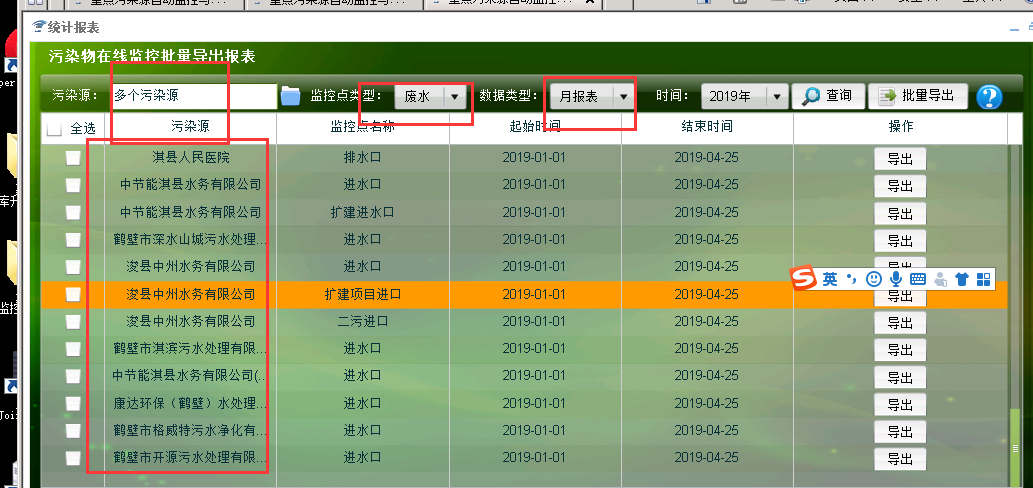 统计报表
污染物在线监控批量导出报表
污染源： 多个污染源 监控点类型： 废水 数据类型： 月报表 时间： 2019年 查询 批量导出
全选 污染源 监控点名称 起始时间 结束时间 操作
淇县人民医院 排水口 2019-01-01 2019-04-25 导出
中节能淇县水务有限公司 进水口 2019-01-01 2019-04-25 导出
中节能淇县水务有限公司 扩建进水口 2019-01-01 2019-04-25 导出
鹤壁市深水山城污水处理... 进水口 2019-01-01 2019-04-25 导出
浚县中州水务有限公司 进水口 2019-01-01 2019-04-25 导出
英
浚县中州水务有限公司 扩建项目进口 2019-01-01 2019-04-25 导出
浚县中州水务有限公司 二污进口 2019-01-01 2019-04-25 导出
鹤壁市淇滨污水处理有限... 进水口 2019-01-01 2019-04-25 导出
中节能淇县水务有限公司(... 进水口 2019-01-01 2019-04-25 导出
康达环保（鹤壁）水处理... 进水口 2019-01-01 2019-04-25 导出
鹤壁市格威特污水净化有... 进水口 2019-01-01 2019-04-25 导出
鹤壁市开源污水处理有限... 进水口 2019-01-01 2019-04-25 导出